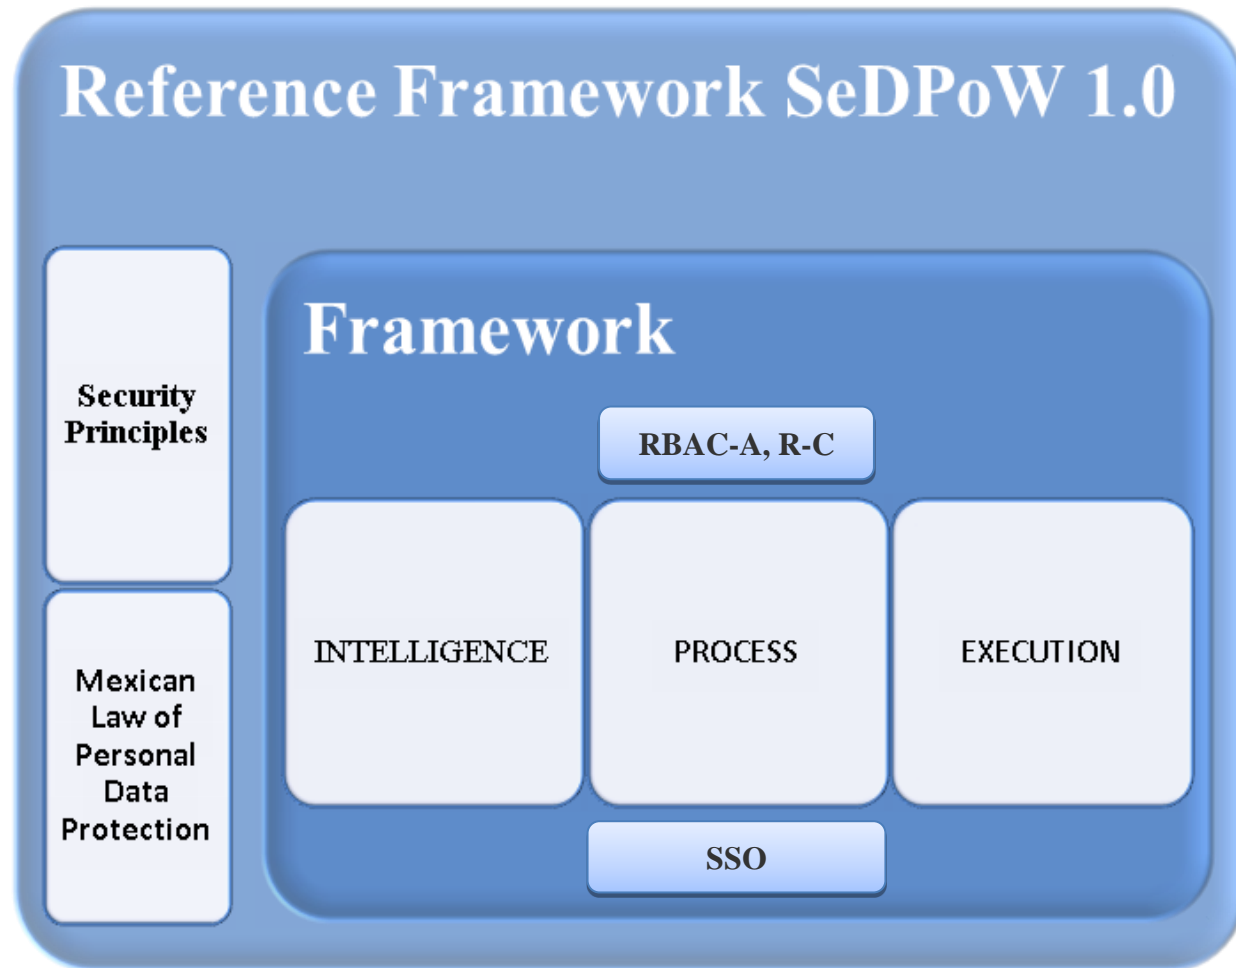 Reference Framework SeDPoW 1.0
Security
Principles
Mexican
Law of
Personal
Data
Protection
Framework
RBAC-A, R-C
INTELLIGENCE
PROCESS
EXECUTION
SSO